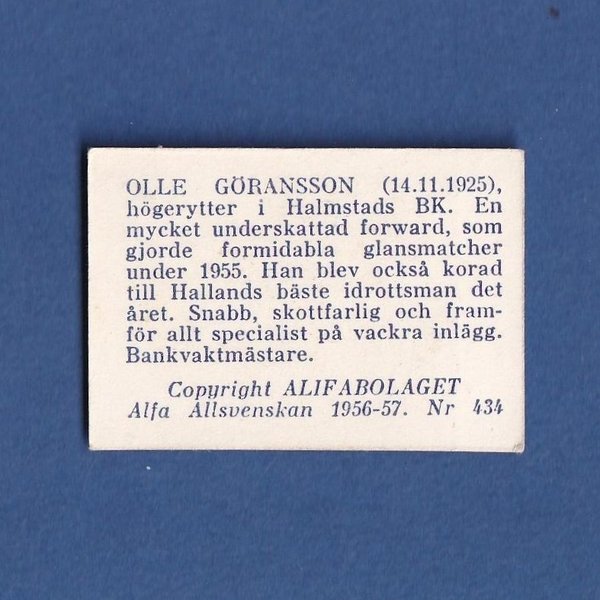 OLLE GÖRANSSON (14.11.1925),
högerytter i Halmstads BK. En
mycket underskattad forward, som
gjorde formidabla glansmatcher
under 1955. Han blev också korad
till Hallands bäste idrottsman det
året. Snabb, skottfarlig och fram-
för allt specialist på vackra inlägg.
Bankvaktmästare.
Copyright ALIFABOLAGET
Alfa Allsvenskan 1956-57. Nr 434